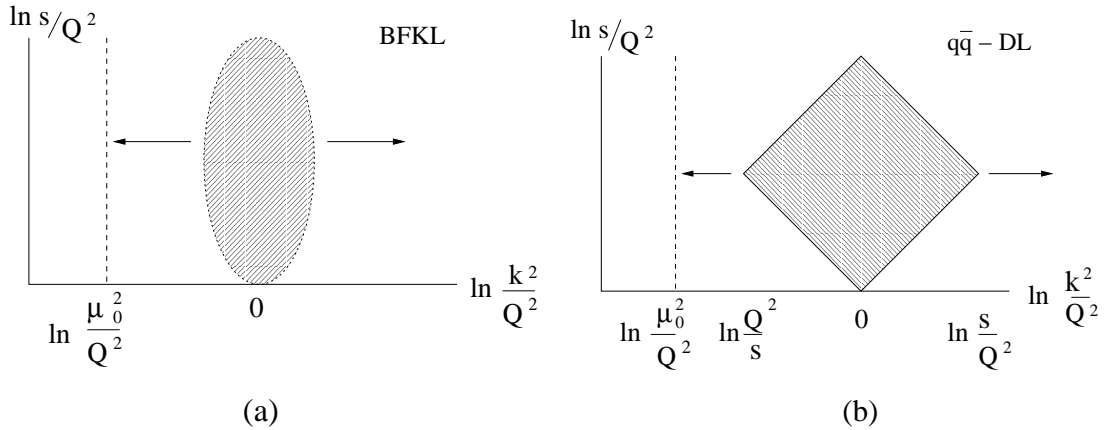 ln s/Q²
BFKL
ln μ₀²/Q²
0
ln k²/Q²
(a)
ln s/Q²
qq̄ – DL
ln μ₀²/Q²
ln Q²/s
0
ln s/Q²
ln k²/Q²
(b)